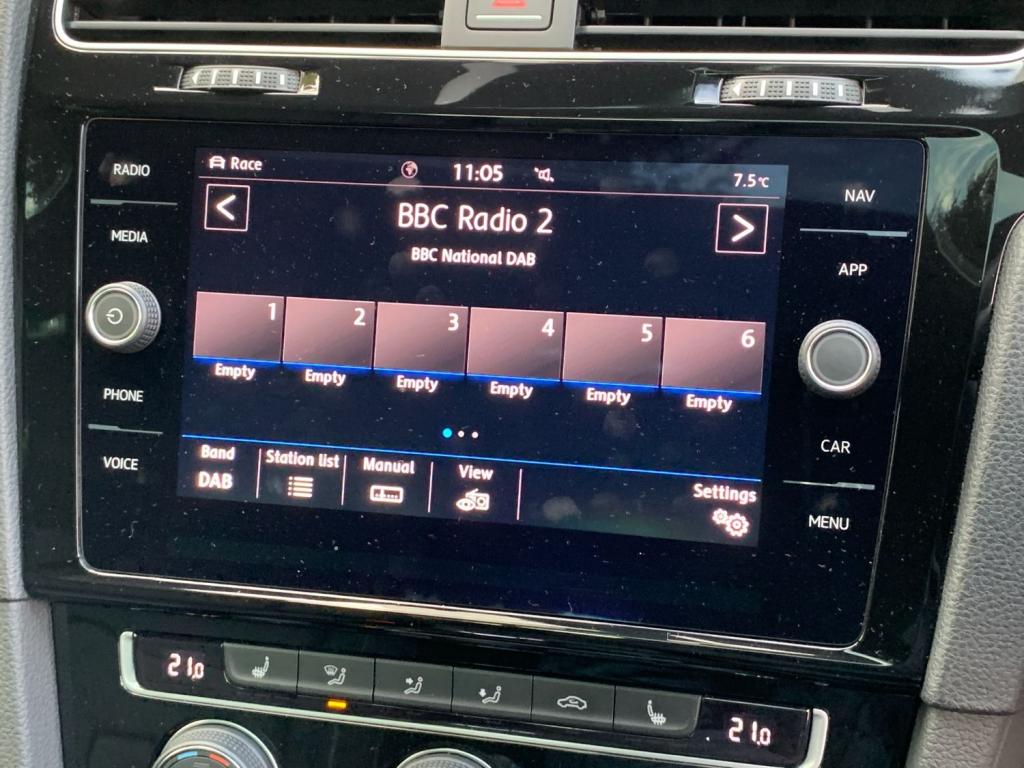 RADIO
MEDIA
PHONE
VOICE
Race
11:05
7.5°C
<
BBC Radio 2
>
BBC National DAB
1 2 3 4 5 6
Empty Empty Empty Empty Empty Empty
Band Station list Manual View Settings
DAB
NAV
APP
CAR
MENU
21.0
21.0